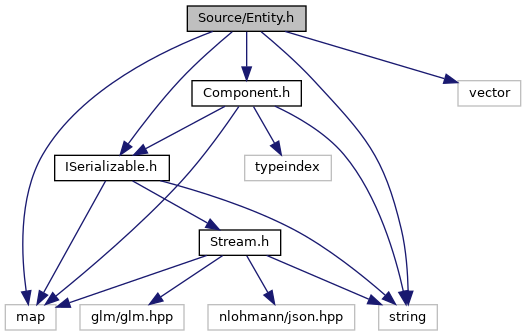 Source/Entity.h
Component.h
vector
ISerializable.h
typeindex
Stream.h
map
glm/glm.hpp
nlohmann/json.hpp
string